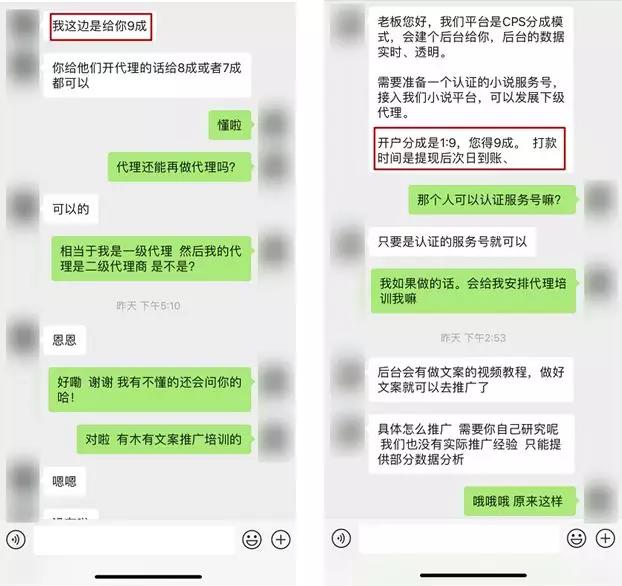 我这边是给你9成
你给他们开代理的话给8成或者7成
都可以
懂啦
代理还能再做代理吗?
可以的
相当于我是一级代理 然后我的代
理是二级代理商 是不是?
昨天 下午5:10
恩恩
好嘞 谢谢 我有不懂的还会问你的
哈!
对啦 有木有文案推广培训的
嗯嗯
老板您好,我们平台是CPS分成模
式,会建个后台给你,后台的数据
实时、透明。
需要准备一个认证的小说服务号,
接入我们小说平台,可以发展下级
代理。
开户分成是1:9,您得9成。 打款
时间是提现后次日到账、
那个人可以认证服务号嘛?
只要是认证的服务号就可以
我如果做的话。会给我安排代理培
训我嘛
昨天 下午2:53
后台会有做文案的视频教程,做好
文案就可以去推广了
具体怎么推广 需要你自己研究呢
我们也没有实际推广经验 只能提
供部分数据分析
哦哦哦 原来这样